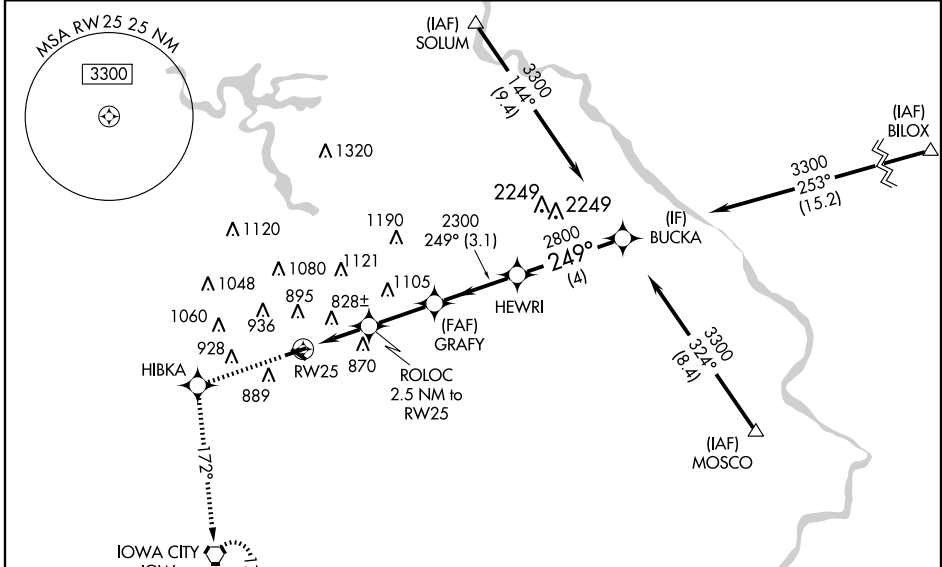 MSA RW25 25 NM
3300
(IAF)
SOLUM
3300
144°
(9.4)
(IAF)
BILOX
3300
253°
(15.2)
1320
2249
2249
(IF)
BUCKA
1120
1190
2300
249° (3.1)
2800
249°
(4)
1080
1121
1048
1105
HEWRI
895
828±
1060
936
(FAF)
GRAFY
928
HIBKA
889
RW25
870
ROLOC
2.5 NM to
RW25
3300
324°
(8.4)
(IAF)
MOSCO
172°
IOWA CITY